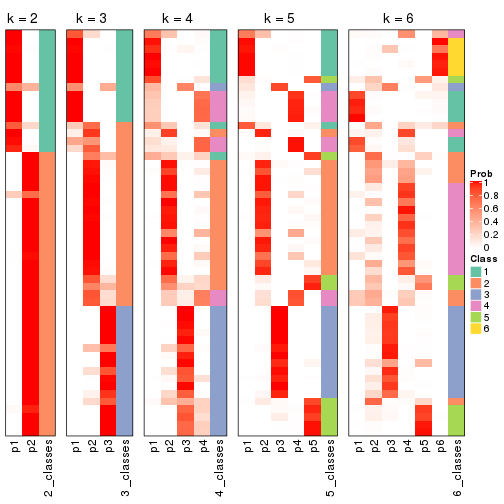 k = 2 k = 3 k = 4 k = 5 k = 6
Prob
1
0.8
0.6
0.4
0.2
0
Class
1
2
3
4
5
6
p1 p2 2_classes
p1 p2 p3 3_classes
p1 p2 p3 p4 4_classes
p1 p2 p3 p4 p5 5_classes
p1 p2 p3 p4 p5 p6 6_classes